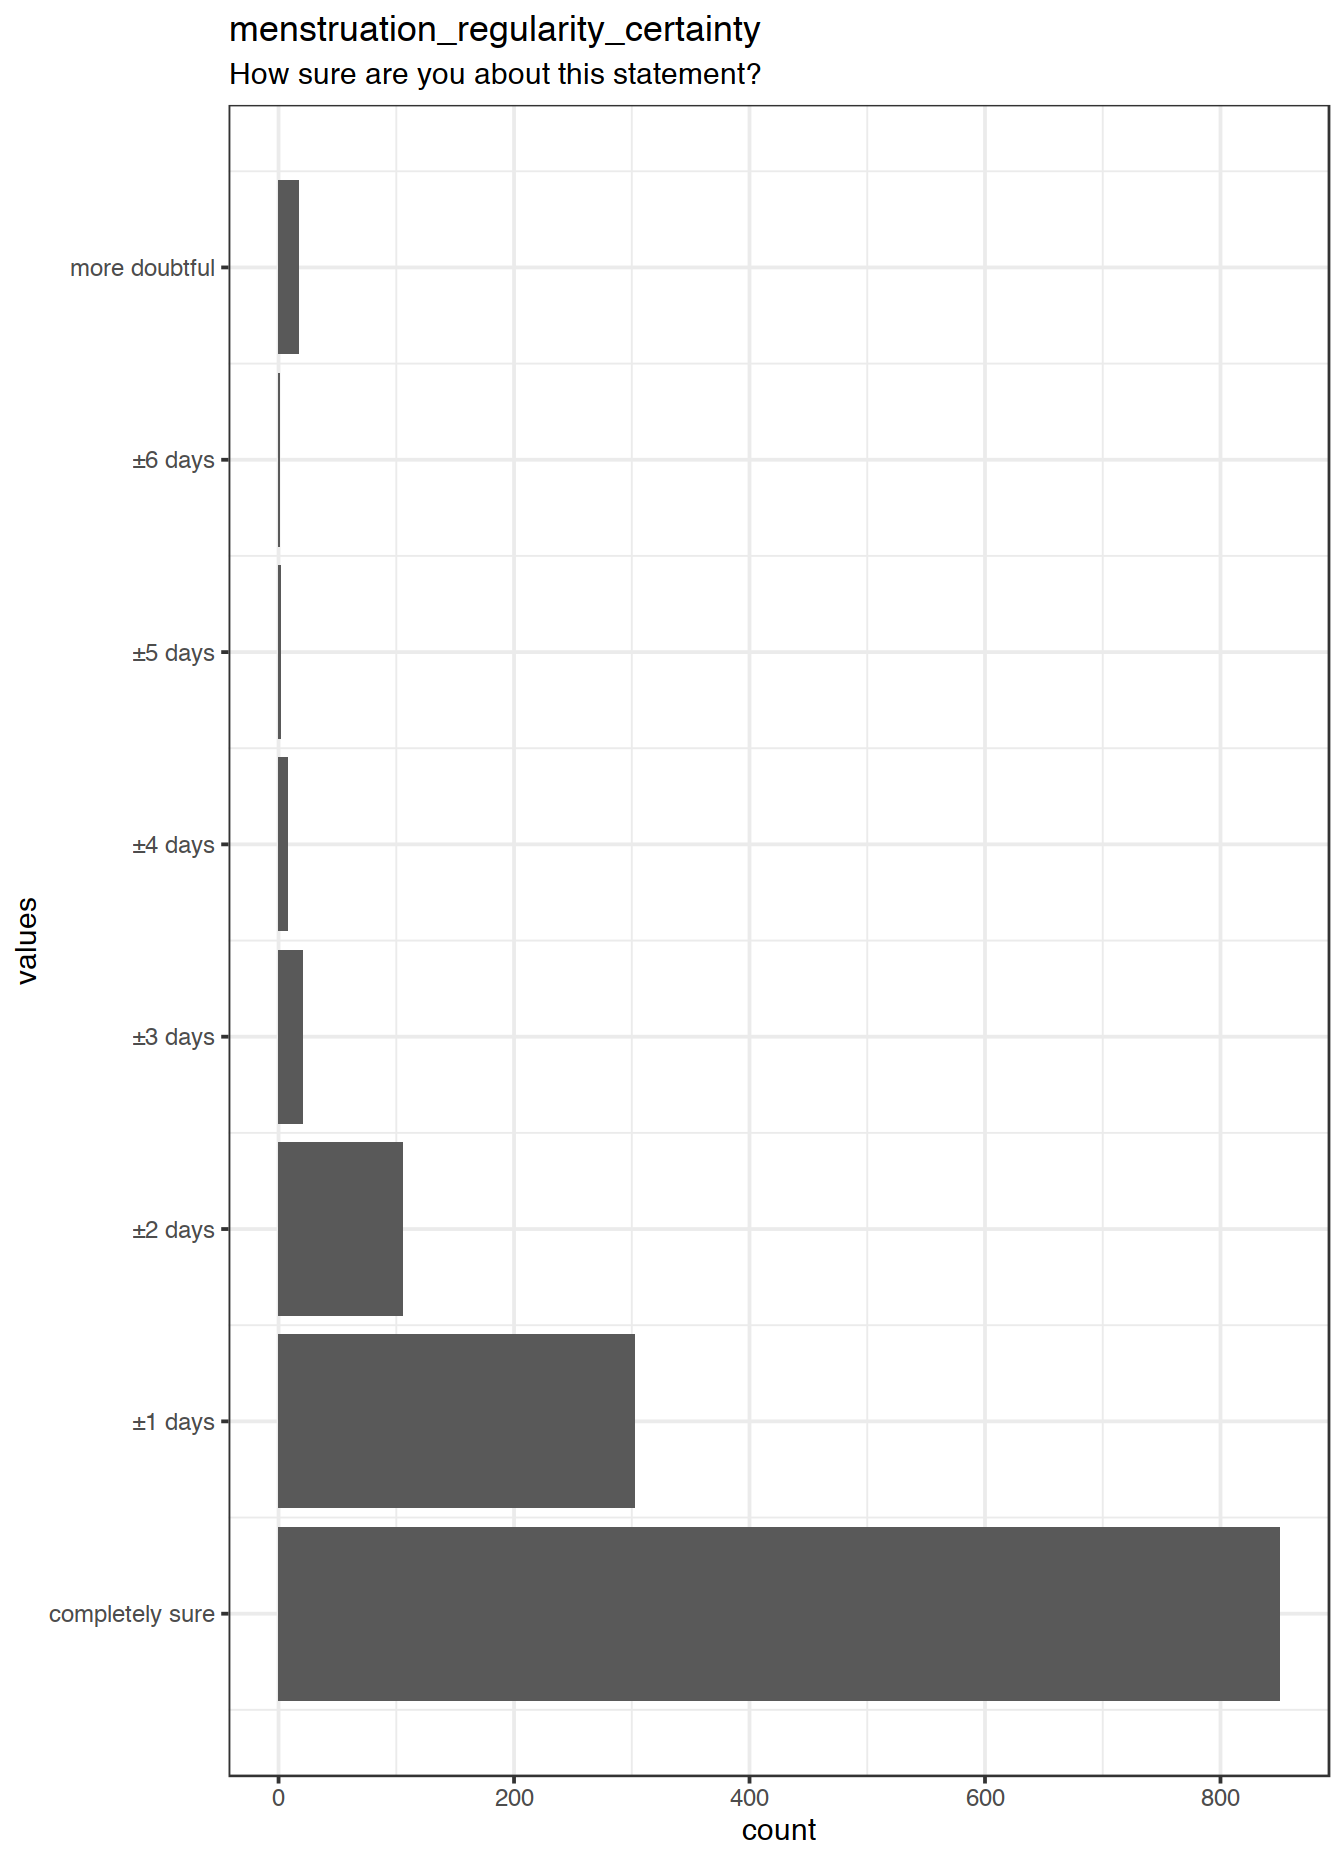 menstruation_regularity_certainty
How sure are you about this statement?
more doubtful
±6 days
±5 days
±4 days
±3 days
±2 days
±1 days
completely sure
values
0 200 400 600 800
count